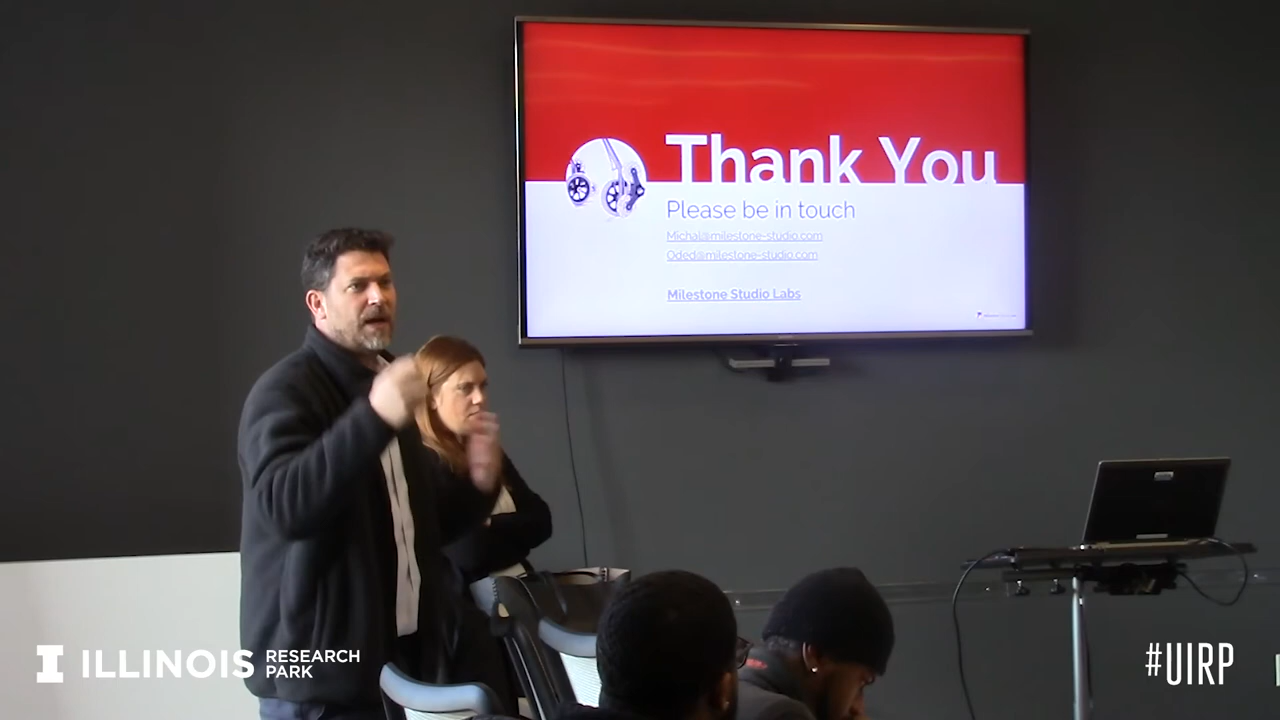 Thank You
Please be in touch
Michal@milestone-studio.com
Oded@milestone-studio.com
Milestone Studio Labs
ILLINOIS RESEARCH PARK
#UIRP